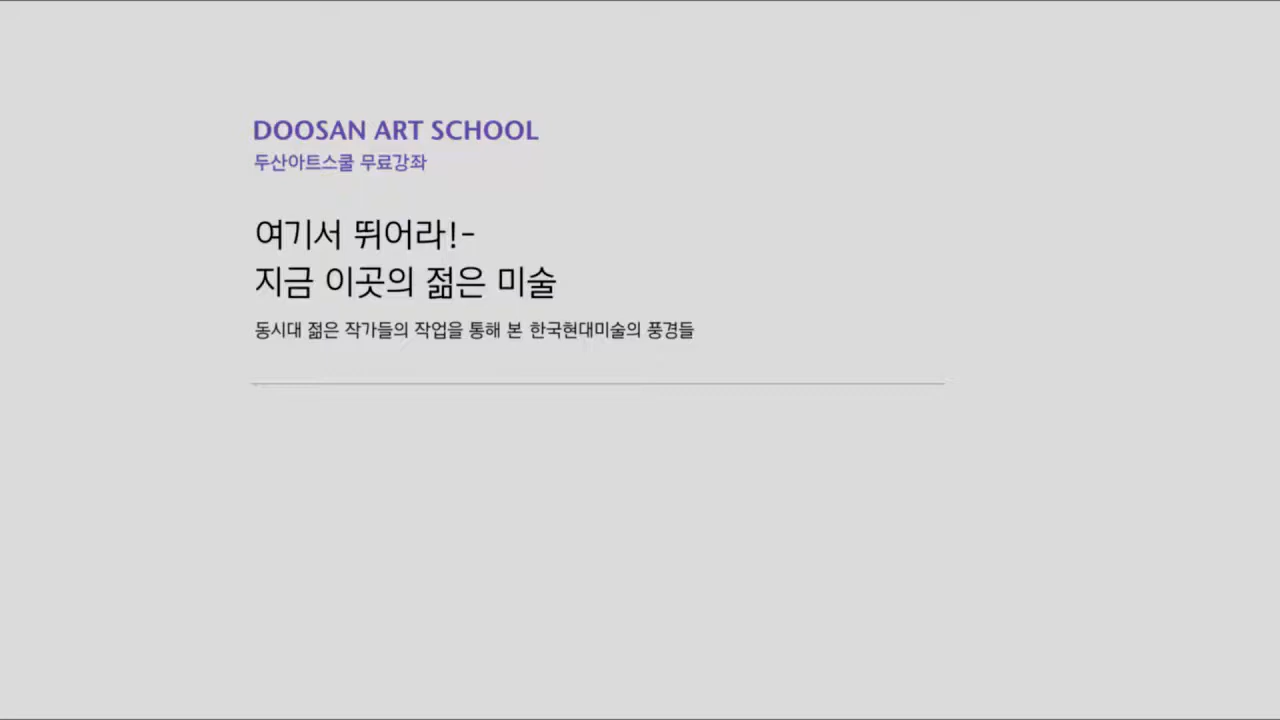 DOOSAN ART SCHOOL
두산아트스쿨 무료강좌
여기서 뛰어라!-
지금 이곳의 젊은 미술
동시대 젊은 작가들의 작업을 통해 본 한국현대미술의 풍경들